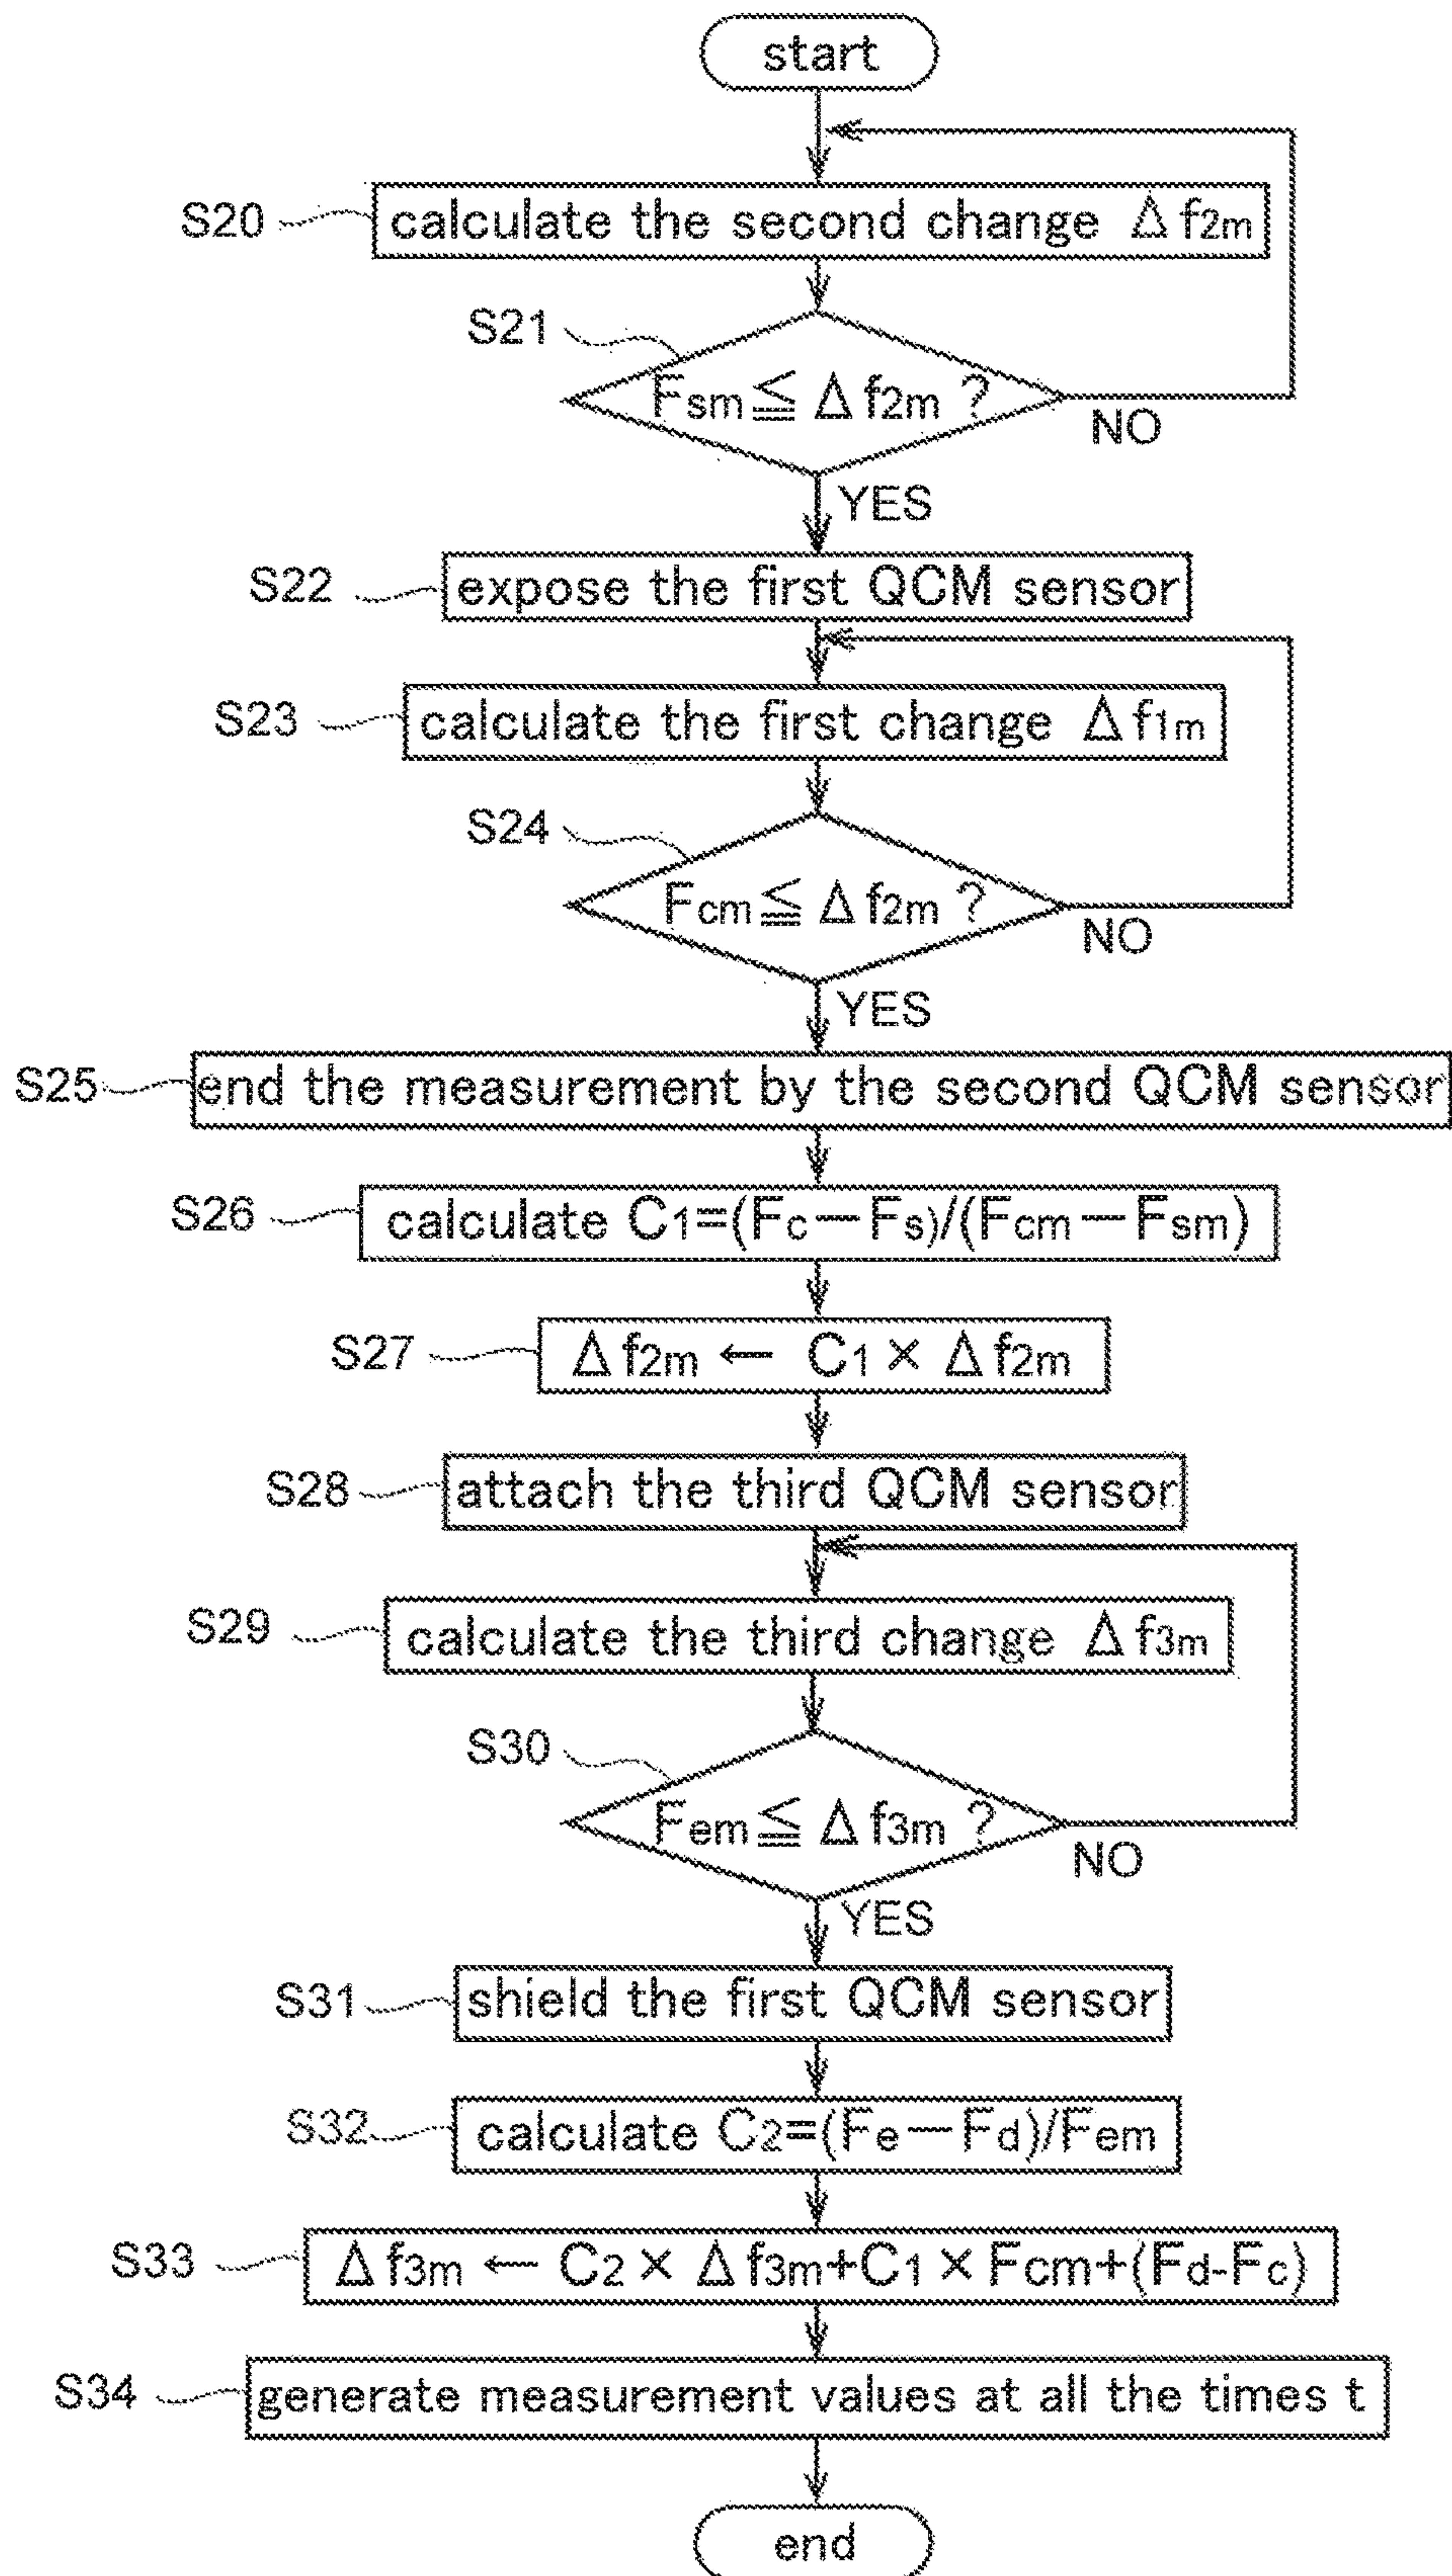 start
S20 calculate the second change Δf2m
S21 Fsm≦Δf2m ?
NO
YES
S22 expose the first QCM sensor
S23 calculate the first change Δf1m
S24 Fcm≦Δf2m ?
NO
YES
S25 end the measurement by the second QCM sensor
S26 calculate C1=(Fc−Fs)/(Fcm−Fsm)
S27 Δf2m ← C1×Δf2m
S28 attach the third QCM sensor
S29 calculate the third change Δf3m
S30 Fem≦Δf3m ?
NO
YES
S31 shield the first QCM sensor
S32 calculate C2=(Fe−Fd)/Fem
S33 Δf3m ← C2×Δf3m+C1×Fcm+(Fd-Fc)
S34 generate measurement values at all the times t
end